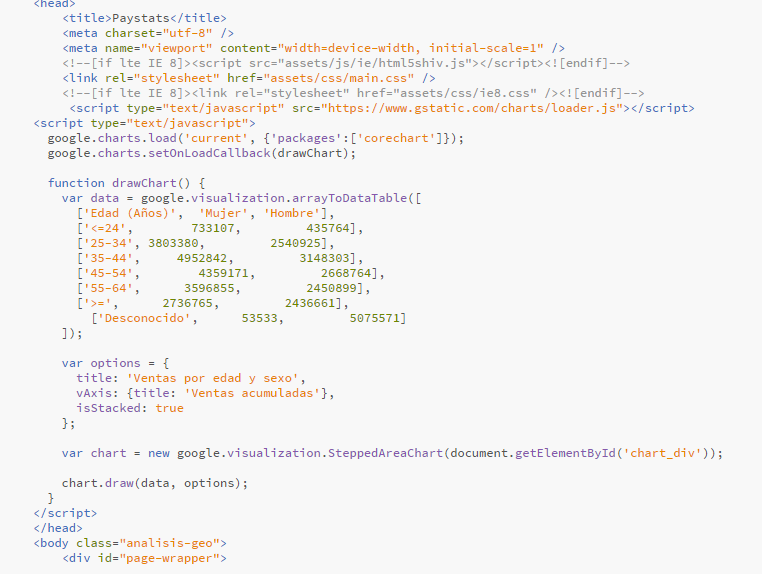 <head>
<title>Paystats</title>
<meta charset="utf-8" />
<meta name="viewport" content="width=device-width, initial-scale=1" />
<!--[if lte IE 8]><script src="assets/js/ie/html5shiv.js"></script><![endif]-->
<link rel="stylesheet" href="assets/css/main.css" />
<!--[if lte IE 8]><link rel="stylesheet" href="assets/css/ie8.css" /><![endif]-->
<script type="text/javascript" src="https://www.gstatic.com/charts/loader.js"></script>
<script type="text/javascript">
google.charts.load('current', {'packages':['corechart']});
google.charts.setOnLoadCallback(drawChart);
function drawChart() {
var data = google.visualization.arrayToDataTable([
['Edad (Años)', 'Mujer', 'Hombre'],
['<=24', 733107, 435764],
['25-34', 3803380, 2540925],
['35-44', 4952842, 3148303],
['45-54', 4359171, 2668764],
['55-64', 3596855, 2450899],
['>=', 2736765, 2436661],
['Desconocido', 53533, 5075571]
]);
var options = {
title: 'Ventas por edad y sexo',
vAxis: {title: 'Ventas acumuladas'},
isStacked: true
};
var chart = new google.visualization.SteppedAreaChart(document.getElementById('chart_div'));
chart.draw(data, options);
}
</script>
</head>
<body class="analisis-geo">
<div id="page-wrapper">